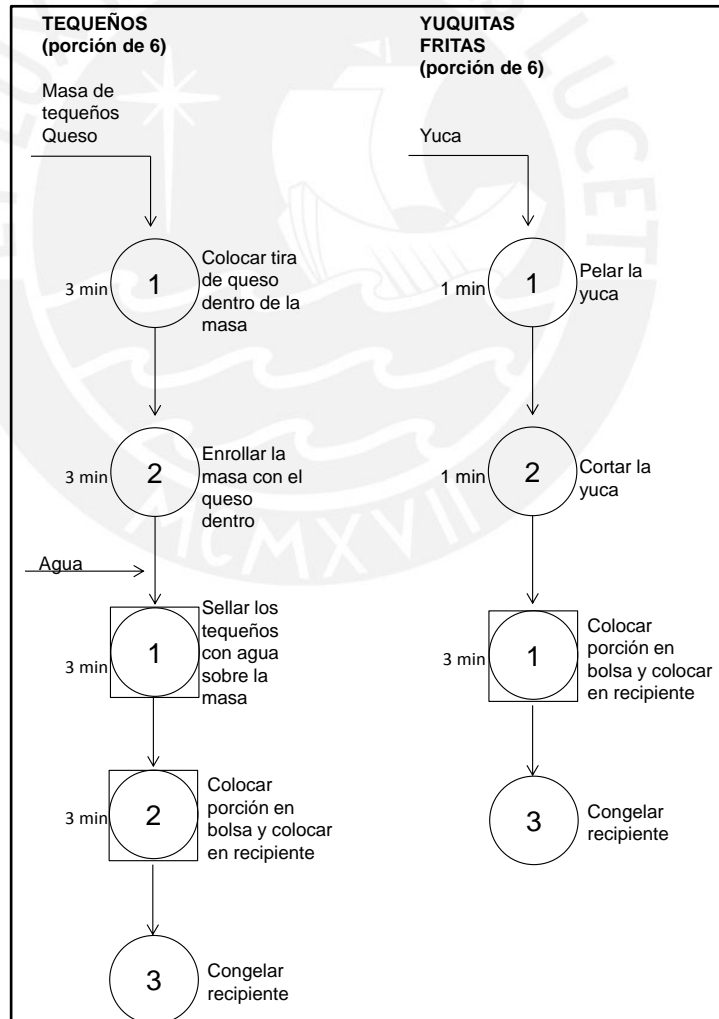 TEQUEÑOS
(porción de 6)
Masa de
tequeños
Queso
3 min
1
Colocar tira
de queso
dentro de la
masa
3 min
2
Enrollar la
masa con el
queso
dentro
Agua
3 min
1
Sellar los
tequeños
con agua
sobre la
masa
3 min
2
Colocar
porción en
bolsa y colocar
en recipiente
3
Congelar
recipiente
YUQUITAS
FRITAS
(porción de 6)
Yuca
1 min
1
Pelar la
yuca
1 min
2
Cortar la
yuca
3 min
1
Colocar
porción en
bolsa y colocar
en recipiente
3
Congelar
recipiente
LUCET
MCMXVII